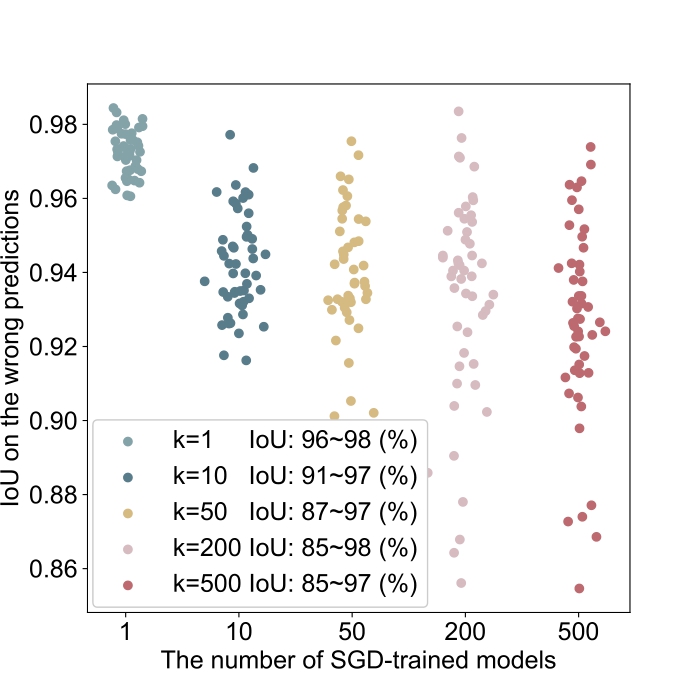 IoU on the wrong predictions
0.98
0.96
0.94
0.92
0.90
0.88
0.86
k=1 IoU: 96~98 (%)
k=10 IoU: 91~97 (%)
k=50 IoU: 87~97 (%)
k=200 IoU: 85~98 (%)
k=500 IoU: 85~97 (%)
1 10 50 200 500
The number of SGD-trained models